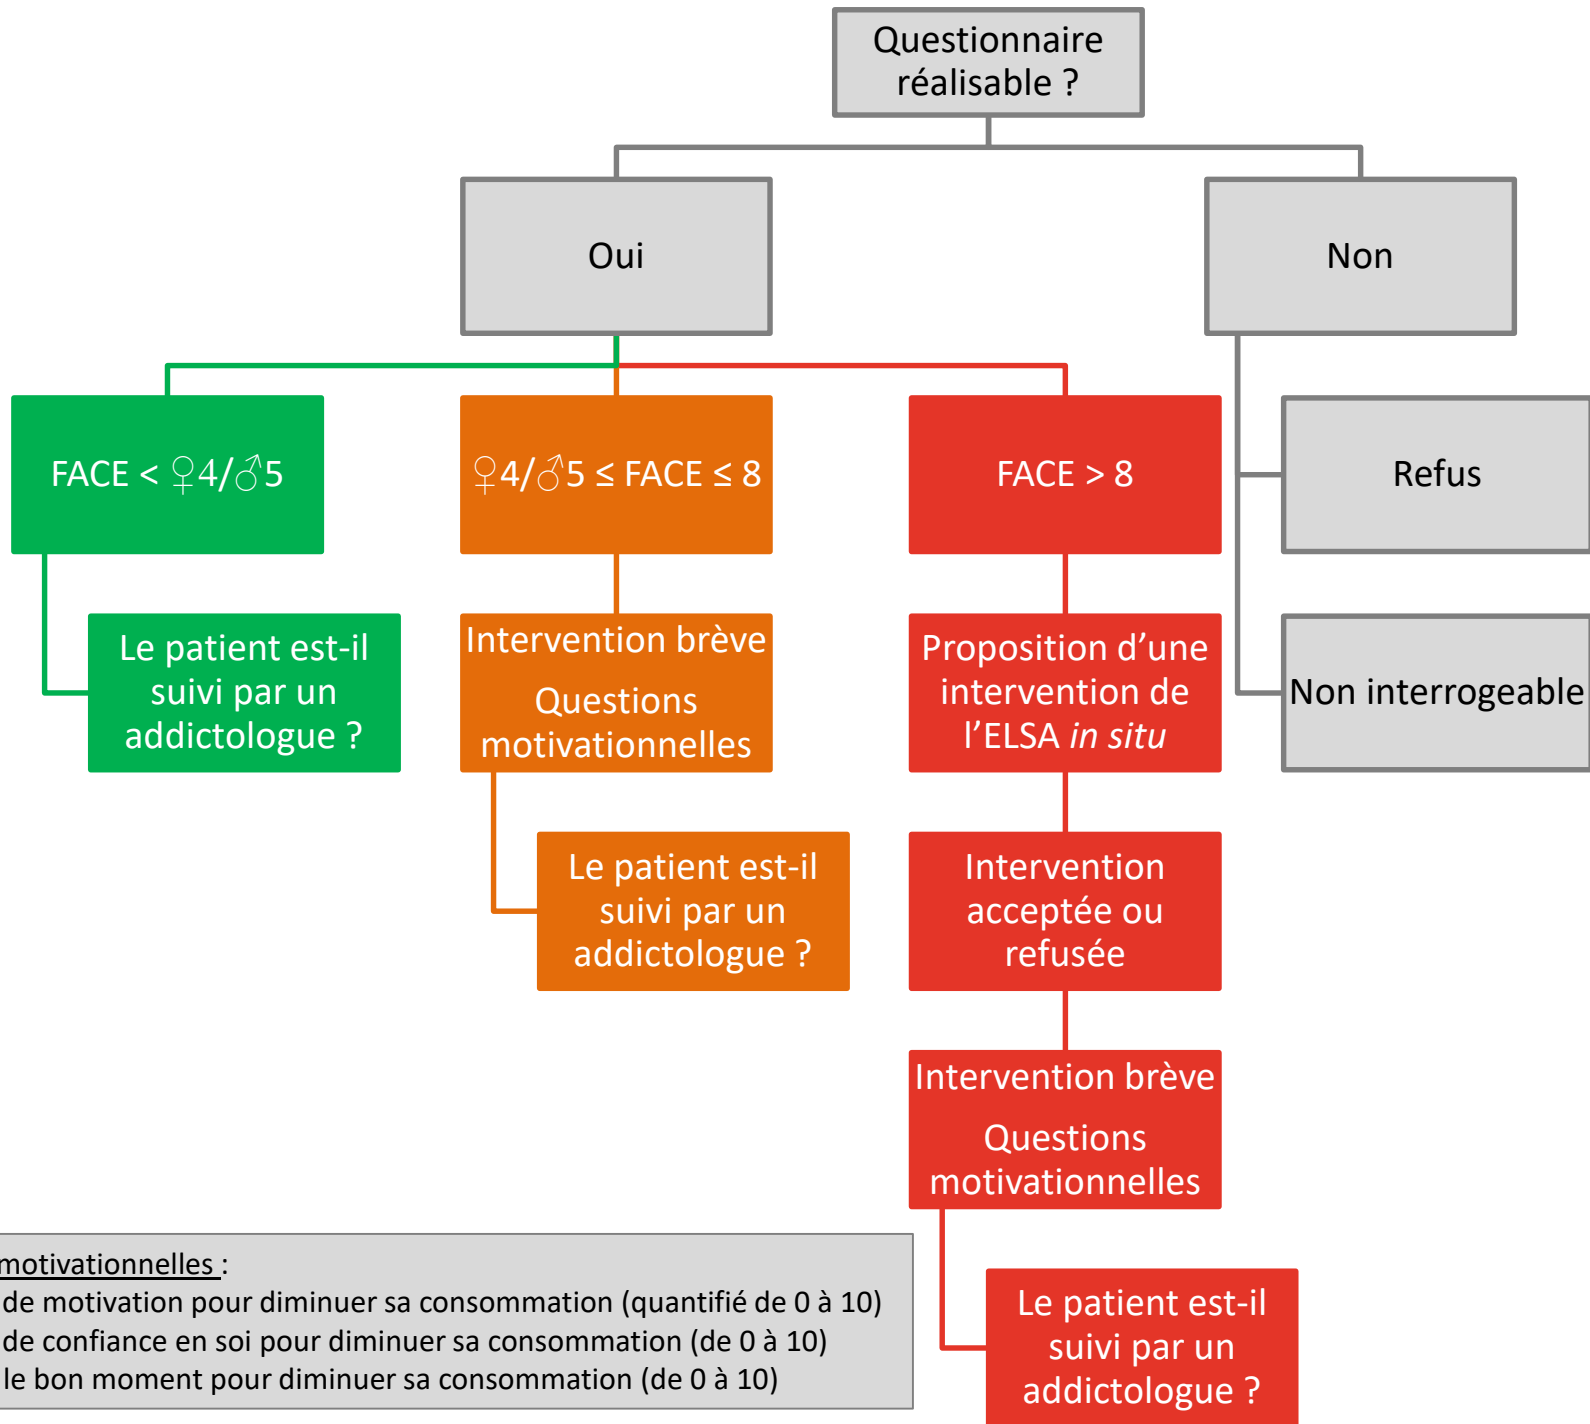 Questionnaire
réalisable ?
Oui
Non
FACE < ♀4/♂5
♀4/♂5 ≤ FACE ≤ 8
FACE > 8
Refus
Le patient est-il
suivi par un
addictologue ?
Intervention brève
Questions
motivationnelles
Proposition d’une
intervention de
l’ELSA in situ
Non interrogeable
Le patient est-il
suivi par un
addictologue ?
Intervention
acceptée ou
refusée
Intervention brève
Questions
motivationnelles
Le patient est-il
suivi par un
addictologue ?
motivationnelles :
de motivation pour diminuer sa consommation (quantifié de 0 à 10)
de confiance en soi pour diminuer sa consommation (de 0 à 10)
le bon moment pour diminuer sa consommation (de 0 à 10)